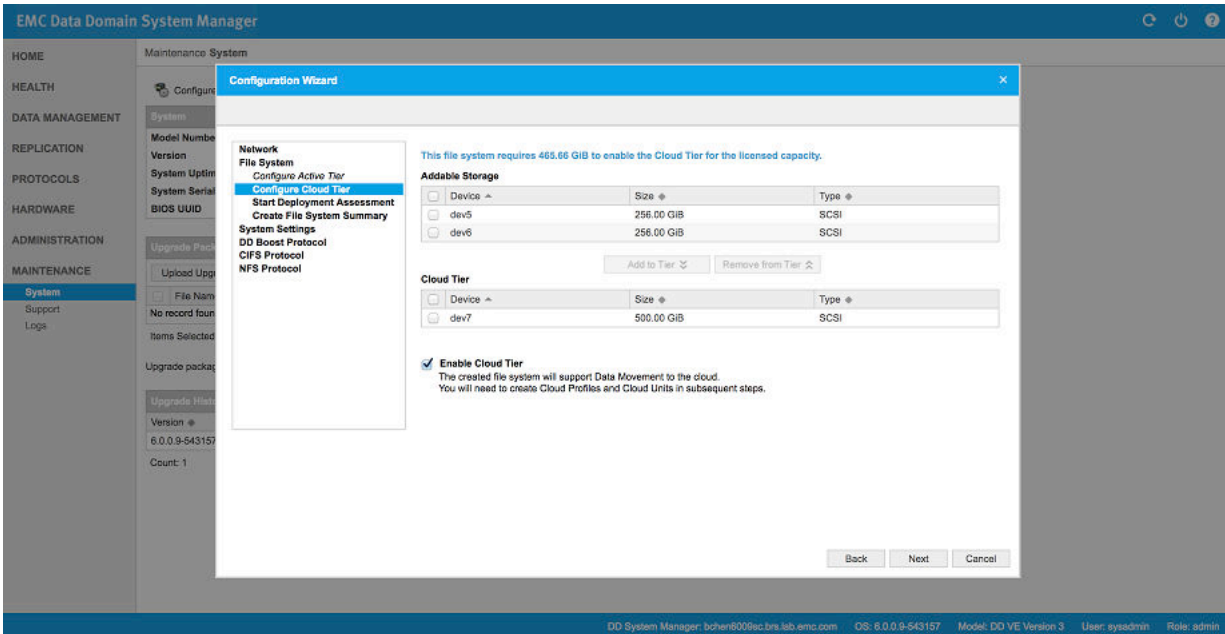 EMC Data Domain System Manager
HOME
HEALTH
DATA MANAGEMENT
REPLICATION
PROTOCOLS
HARDWARE
ADMINISTRATION
MAINTENANCE
System
Support
Logs
Maintenance System
Configure
System
Model Numbe
Version
System Uptim
System Serial
BIOS UUID
Upgrade Pack
Upload Upg
File Nam
No record foun
Items Selected
Upgrade packag
Upgrade Hist
Version
6.0.0.9-543157
Count: 1
Configuration Wizard
Network
File System
Configure Active Tier
Configure Cloud Tier
Start Deployment Assessment
Create File System Summary
System Settings
DD Boost Protocol
CIFS Protocol
NFS Protocol
This file system requires 465.66 GiB to enable the Cloud Tier for the licensed capacity.
Addable Storage
Device Size Type
dev5 256.00 GiB SCSI
dev6 256.00 GiB SCSI
Add to Tier Remove from Tier
Cloud Tier
Device Size Type
dev7 500.00 GiB SCSI
Enable Cloud Tier
The created file system will support Data Movement to the cloud.
You will need to create Cloud Profiles and Cloud Units in subsequent steps.
Back Next Cancel
DD System Manager: bchen6009sc.brs.lab.emc.com OS: 6.0.0.9-543157 Model: DD VE Version 3 User: sysadmin Role: admin